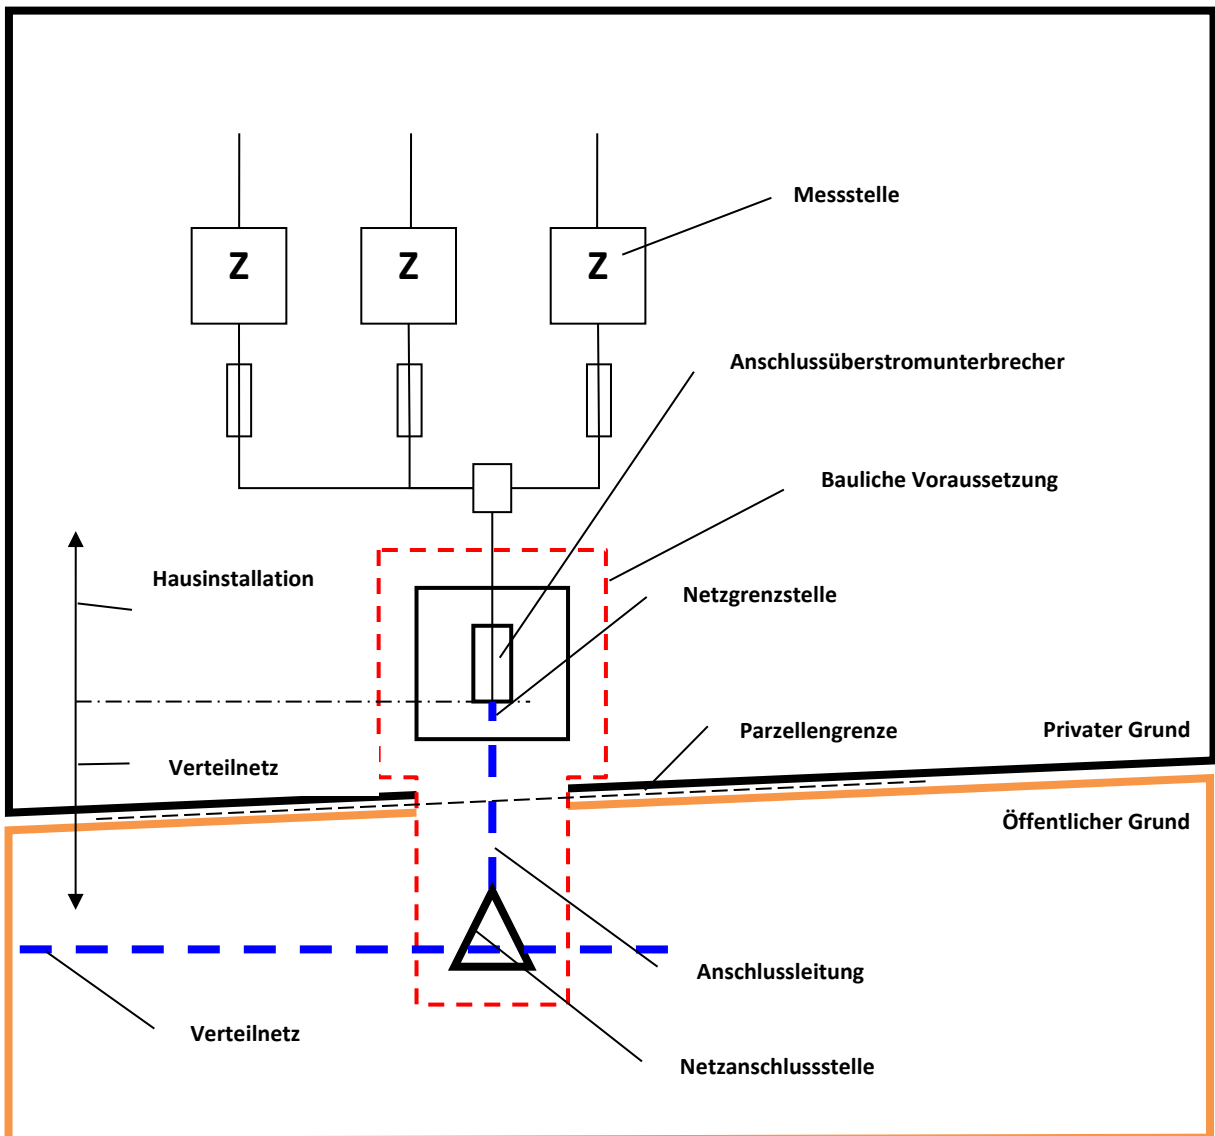 Messstelle
Z
Z
Z
Anschlussüberstromunterbrecher
Bauliche Voraussetzung
Hausinstallation
Netzgrenzstelle
Parzellengrenze
Privater Grund
Verteilnetz
Öffentlicher Grund
Anschlussleitung
Verteilnetz
Netzanschlussstelle